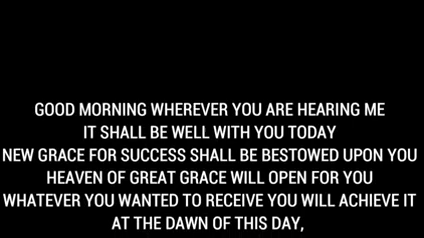 GOOD MORNING WHEREVER YOU ARE HEARING ME
IT SHALL BE WELL WITH YOU TODAY
NEW GRACE FOR SUCCESS SHALL BE BESTOWED UPON YOU
HEAVEN OF GREAT GRACE WILL OPEN FOR YOU
WHATEVER YOU WANTED TO RECEIVE YOU WILL ACHIEVE IT
AT THE DAWN OF THIS DAY,